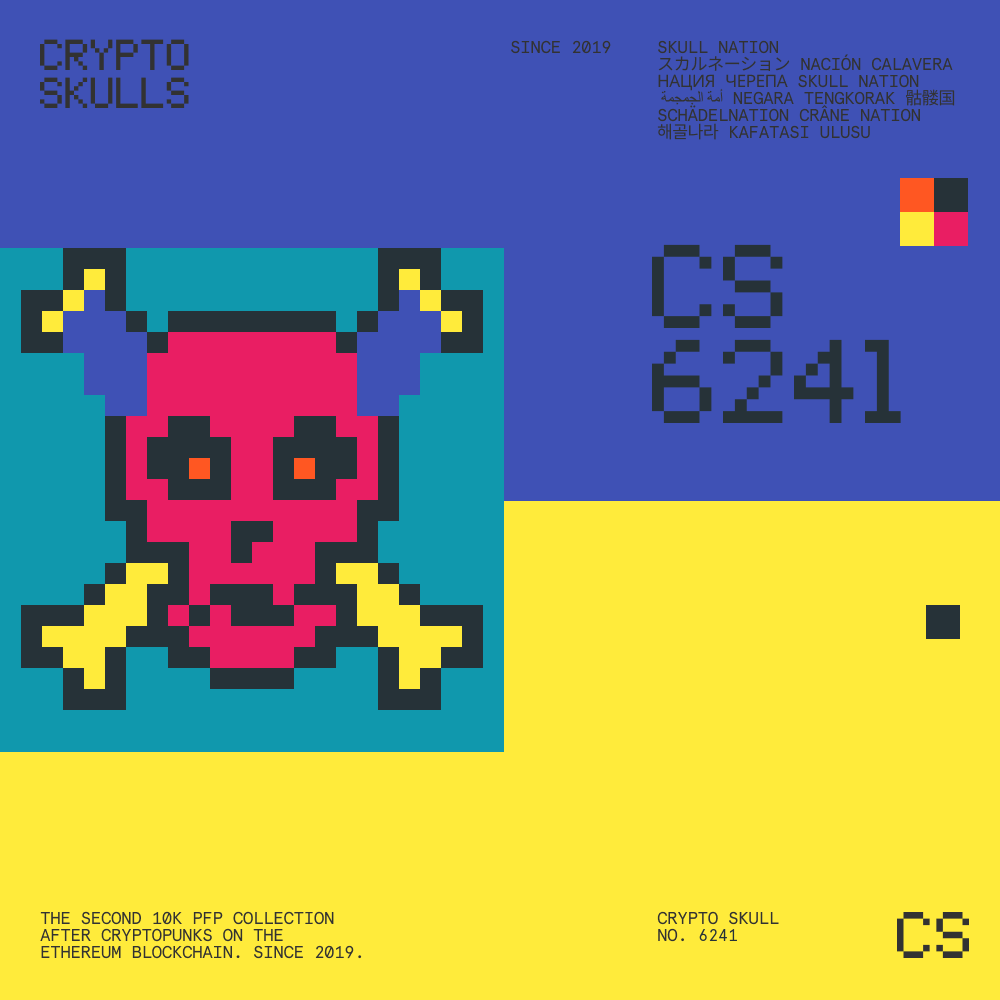 CRYPTO
SKULLS
SINCE 2019
SKULL NATION
スカルネーション NACIÓN CALAVERA
НАЦИЯ ЧЕРЕПА SKULL NATION
أمة الجمجمة NEGARA TENGKORAK 骷髅国
SCHÄDELNATION CRÂNE NATION
해골나라 KAFATASI ULUSU
CS
6241
THE SECOND 10K PFP COLLECTION
AFTER CRYPTOPUNKS ON THE
ETHEREUM BLOCKCHAIN. SINCE 2019.
CRYPTO SKULL
NO. 6241
CS